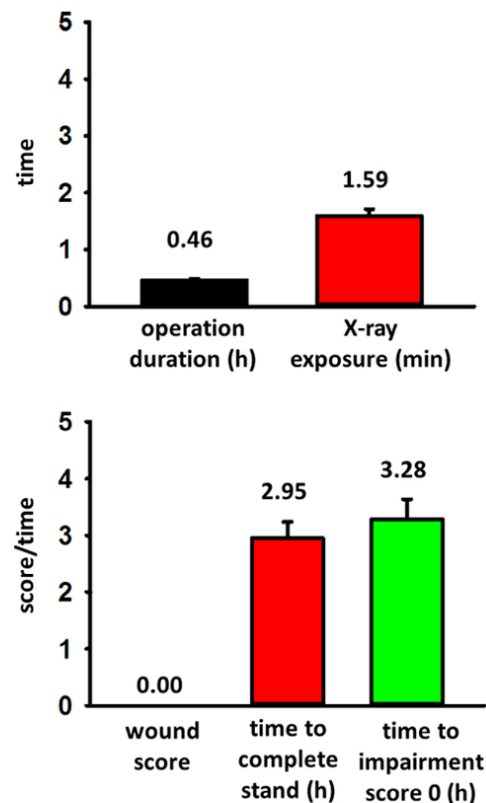 5
4
3
2
1
0
time
0.46
1.59
operation
duration (h)
X-ray
exposure (min)
5
4
3
2
1
0
score/time
0.00
2.95
3.28
wound
score
time to
complete
stand (h)
time to
impairment
score 0 (h)